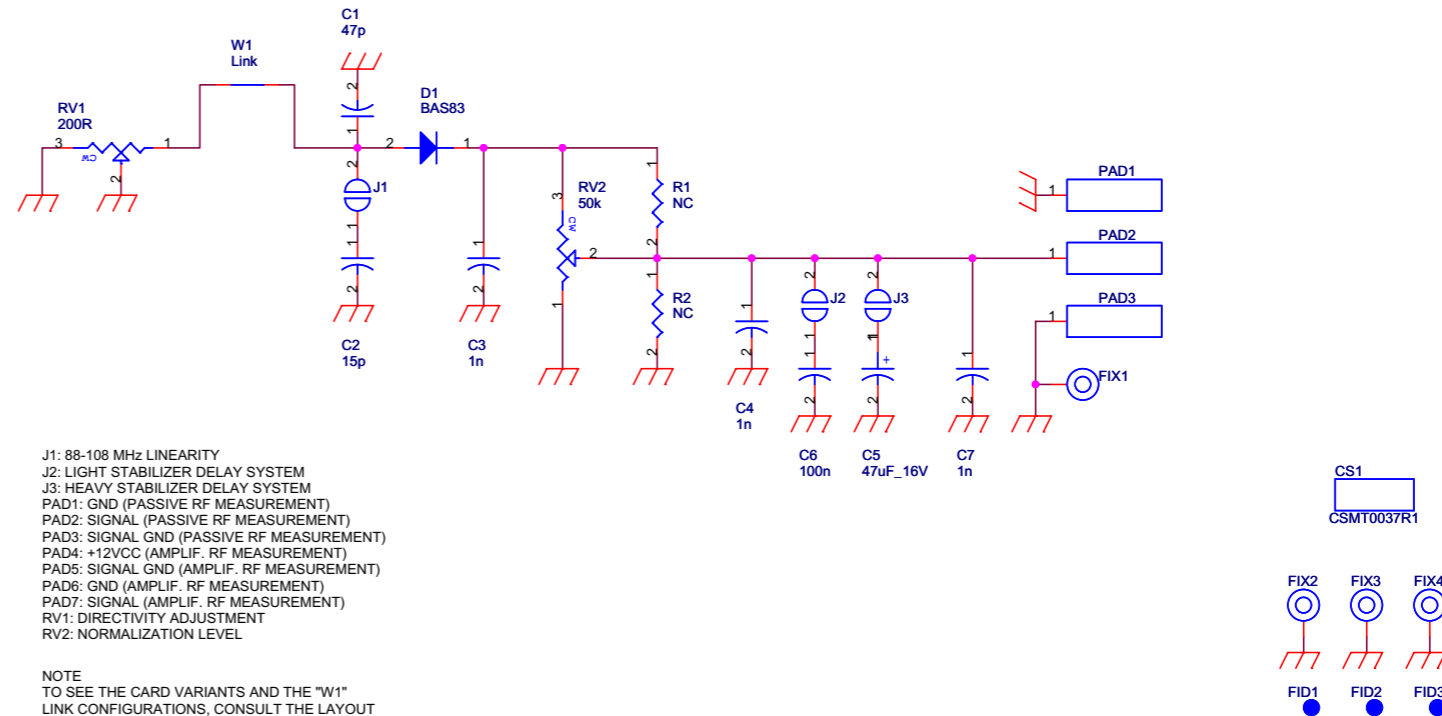 C1
47p
W1
Link
RV1
200R
3
CW
1
2
2
1
D1
BAS83
2
1
2
J1
1
1
2
C2
15p
1
2
C3
1n
RV2
50k
3
CW
2
1
1
R1
NC
2
1
R2
NC
2
1
2
C4
1n
2
J2
1
1
2
C6
100n
2
J3
1
1
+
2
C5
47uF_16V
1
2
C7
1n
PAD1
1
PAD2
1
PAD3
1
FIX1
J1: 88-108 MHz LINEARITY
J2: LIGHT STABILIZER DELAY SYSTEM
J3: HEAVY STABILIZER DELAY SYSTEM
PAD1: GND (PASSIVE RF MEASUREMENT)
PAD2: SIGNAL (PASSIVE RF MEASUREMENT)
PAD3: SIGNAL GND (PASSIVE RF MEASUREMENT)
PAD4: +12VCC (AMPLIF. RF MEASUREMENT)
PAD5: SIGNAL GND (AMPLIF. RF MEASUREMENT)
PAD6: GND (AMPLIF. RF MEASUREMENT)
PAD7: SIGNAL (AMPLIF. RF MEASUREMENT)
RV1: DIRECTIVITY ADJUSTMENT
RV2: NORMALIZATION LEVEL
NOTE
TO SEE THE CARD VARIANTS AND THE "W1"
LINK CONFIGURATIONS, CONSULT THE LAYOUT
CS1
CSMT0037R1
FIX2 FIX3 FIX4
FID1 FID2 FID3